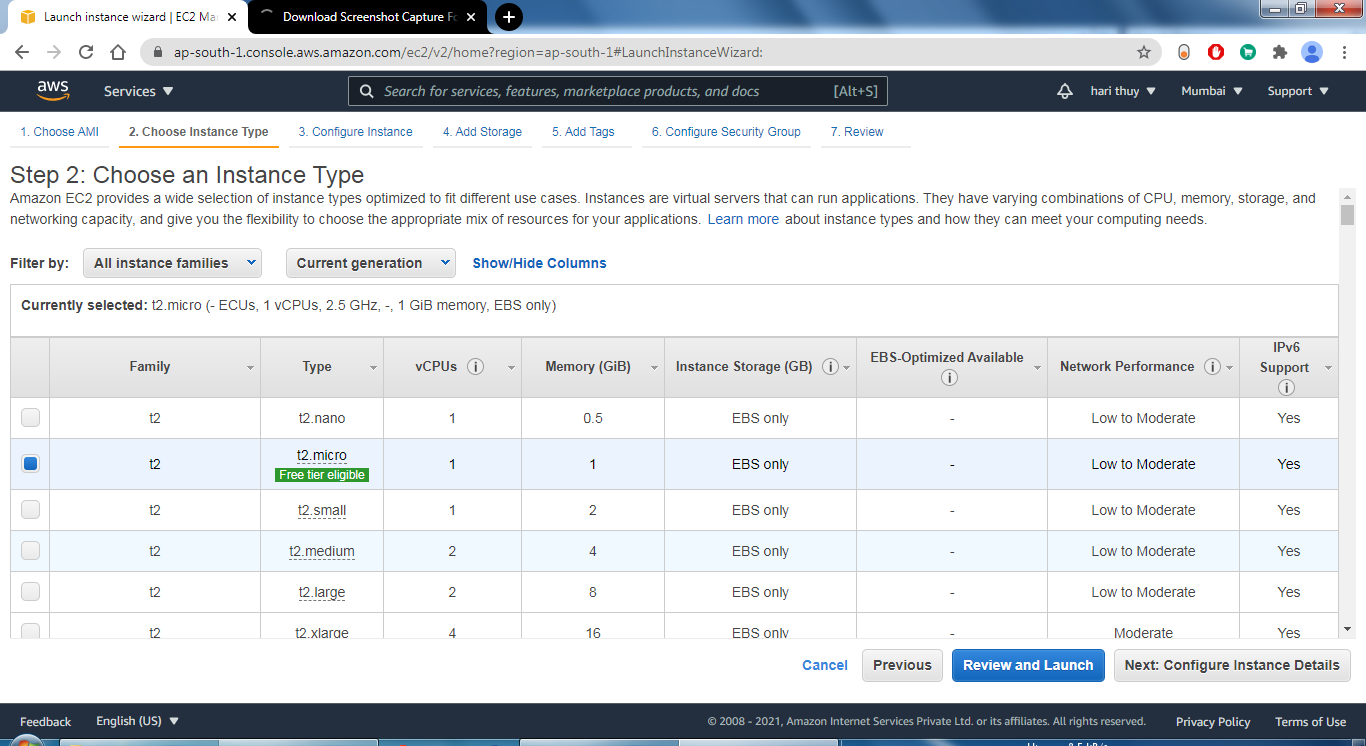 Launch instance wizard | EC2 Ma
Download Screenshot Capture Fo
ap-south-1.console.aws.amazon.com/ec2/v2/home?region=ap-south-1#LaunchInstanceWizard:
aws
Services
Search for services, features, marketplace products, and docs [Alt+S]
hari thuy
Mumbai
Support
1. Choose AMI
2. Choose Instance Type
3. Configure Instance
4. Add Storage
5. Add Tags
6. Configure Security Group
7. Review
Step 2: Choose an Instance Type
Amazon EC2 provides a wide selection of instance types optimized to fit different use cases. Instances are virtual servers that can run applications. They have varying combinations of CPU, memory, storage, and
networking capacity, and give you the flexibility to choose the appropriate mix of resources for your applications. Learn more about instance types and how they can meet your computing needs.
Filter by: All instance families Current generation Show/Hide Columns
Currently selected: t2.micro (- ECUs, 1 vCPUs, 2.5 GHz, -, 1 GiB memory, EBS only)
Family Type vCPUs Memory (GiB) Instance Storage (GB) EBS-Optimized Available Network Performance IPv6 Support
t2 t2.nano 1 0.5 EBS only - Low to Moderate Yes
t2 t2.micro 1 1 EBS only - Low to Moderate Yes
Free tier eligible
t2 t2.small 1 2 EBS only - Low to Moderate Yes
t2 t2.medium 2 4 EBS only - Low to Moderate Yes
t2 t2.large 2 8 EBS only - Low to Moderate Yes
t2 t2.xlarge 4 16 EBS only - Moderate Yes
Cancel Previous Review and Launch Next: Configure Instance Details
Feedback English (US) © 2008 - 2021, Amazon Internet Services Private Ltd. or its affiliates. All rights reserved. Privacy Policy Terms of Use